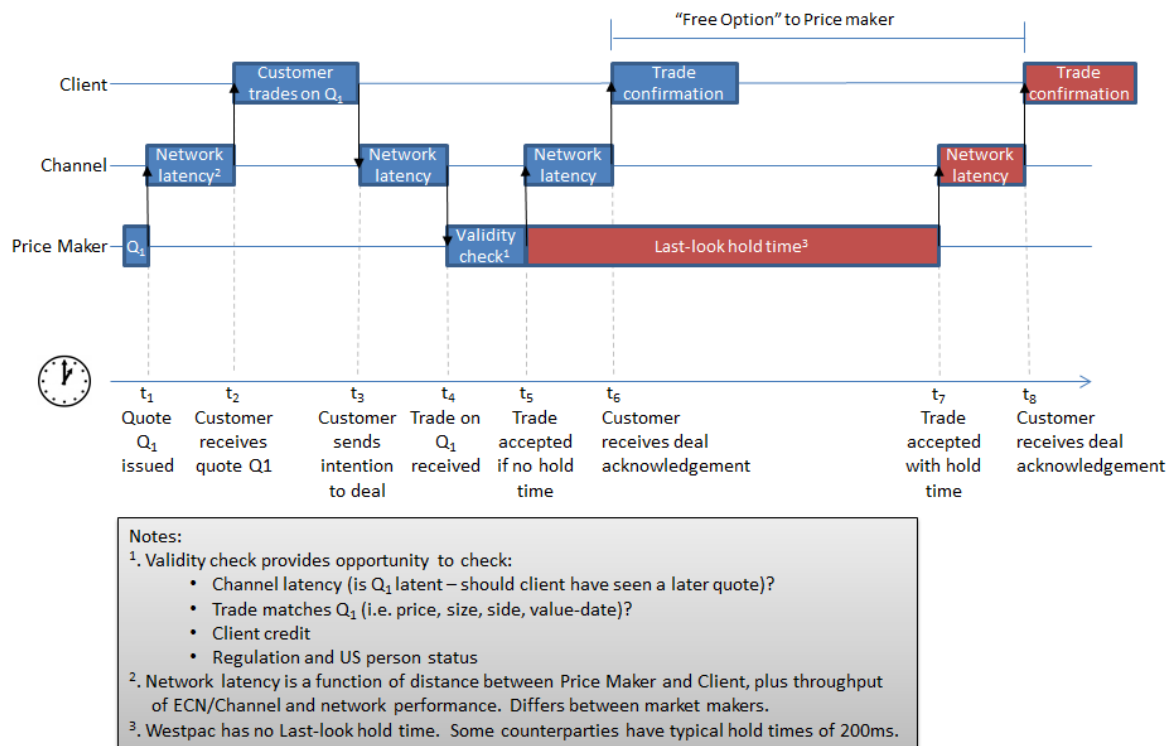 “Free Option” to Price maker
Client
Customer
trades on Q1
Trade
confirmation
Trade
confirmation
Channel
Network
latency2
Network
latency
Network
latency
Network
latency
Price Maker
Q1
Validity
check1
Last-look hold time3
t1
Quote
Q1
issued
t2
Customer
receives
quote Q1
t3
Customer
sends
intention
to deal
t4
Trade on
Q1
received
t5
Trade
accepted
if no hold
time
t6
Customer
receives deal
acknowledgement
t7
Trade
accepted
with hold
time
t8
Customer
receives deal
acknowledgement
Notes:
1. Validity check provides opportunity to check:
• Channel latency (is Q1 latent – should client have seen a later quote)?
• Trade matches Q1 (i.e. price, size, side, value-date)?
• Client credit
• Regulation and US person status
2. Network latency is a function of distance between Price Maker and Client, plus throughput
of ECN/Channel and network performance. Differs between market makers.
3. Westpac has no Last-look hold time. Some counterparties have typical hold times of 200ms.